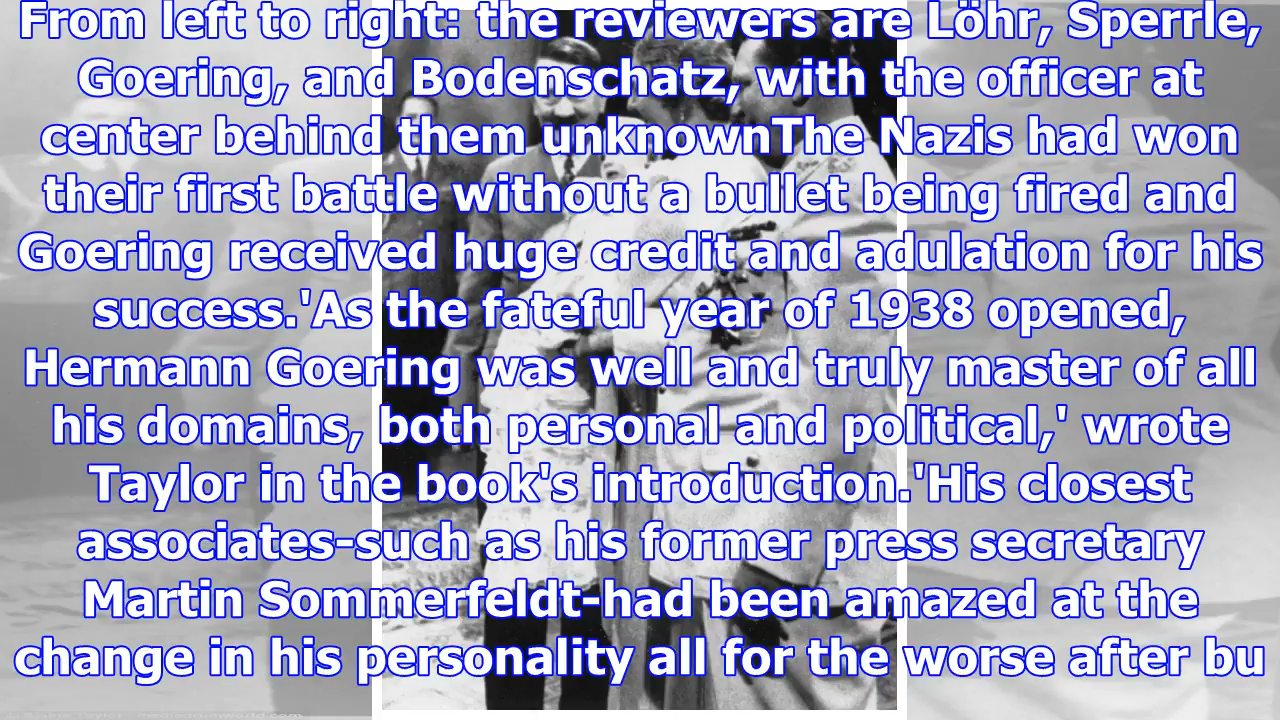 From left to right: the reviewers are Löhr, Sperrle,
Goering, and Bodenschatz, with the officer at
center behind them unknownThe Nazis had won
their first battle without a bullet being fired and
Goering received huge credit and adulation for his
success.'As the fateful year of 1938 opened,
Hermann Goering was well and truly master of all
his domains, both personal and political,' wrote
Taylor in the book's introduction.'His closest
associates-such as his former press secretary
Martin Sommerfeldt-had been amazed at the
change in his personality all for the worse after bu